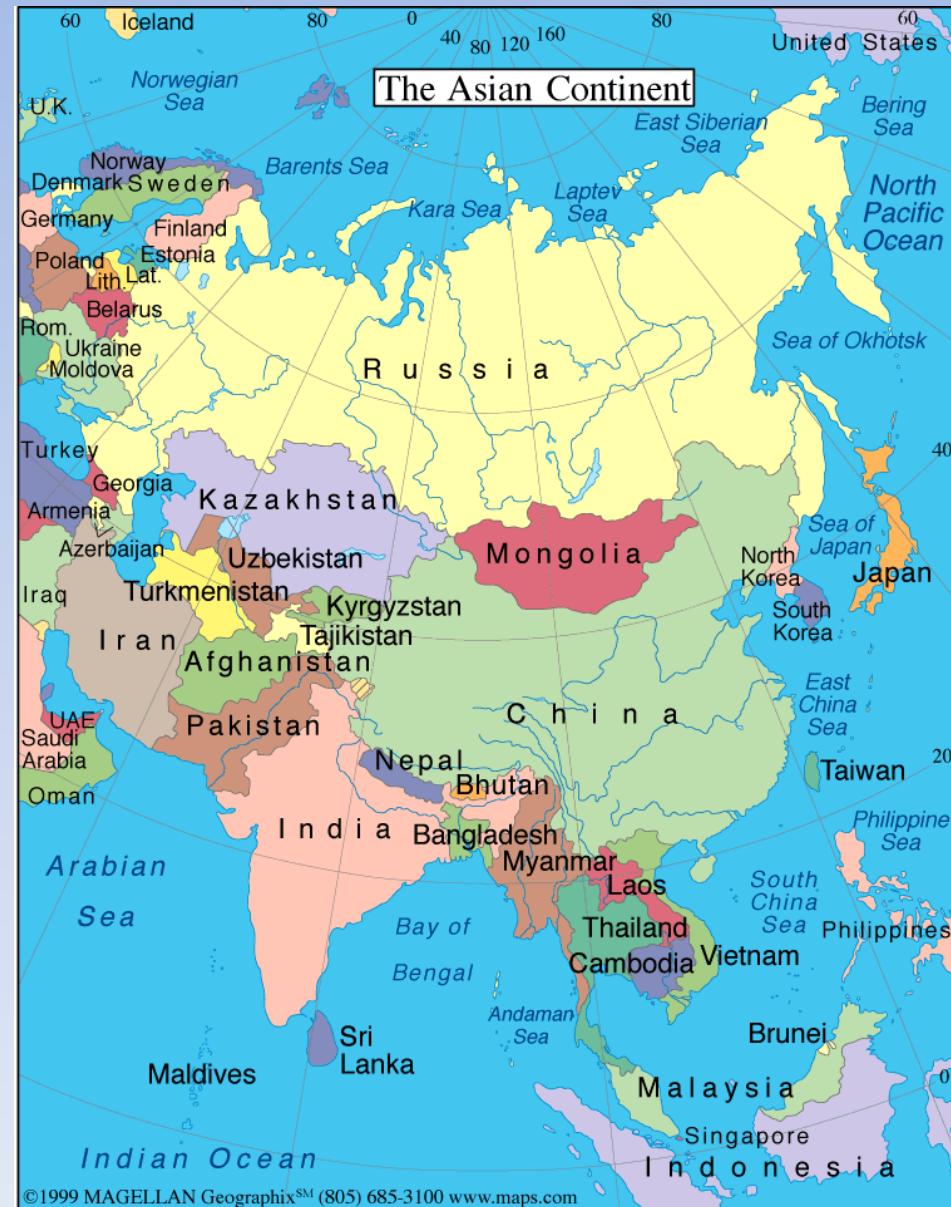 Iceland
60
80
0
40
80
120
160
80
60
United States
Norwegian
Sea
The Asian Continent
U.K.
East Siberian
Sea
Bering
Sea
Norway
Barents Sea
Denmark
Sweden
Kara Sea
Laptev
Sea
North
Pacific
Ocean
Germany
Finland
Estonia
Poland
Lith.
Lat.
Belarus
Rom.
Ukraine
Moldova
Russia
Sea of Okhotsk
Turkey
Georgia
40
Kazakhstan
Armenia
Azerbaijan
Uzbekistan
Mongolia
North
Korea
Sea of
Japan
Japan
Iraq
Turkmenistan
Kyrgyzstan
South
Korea
Iran
Tajikistan
Afghanistan
Pakistan
China
East
China
Sea
UAE
Saudi
Arabia
Oman
Nepal
Bhutan
Taiwan
20
India
Bangladesh
Myanmar
Philippine
Sea
Arabian
Sea
Laos
South
China
Sea
Bay of
Bengal
Thailand
Philippines
Cambodia
Vietnam
Andaman
Sea
Sri
Lanka
Brunei
Maldives
Malaysia
0
Singapore
Indian Ocean
Indonesia
©1999 MAGELLAN Geographix℠ (805) 685-3100 www.maps.com